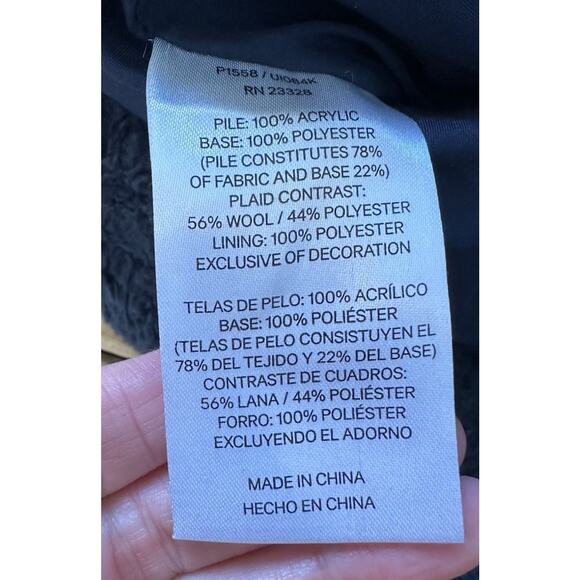 P1558 / UI084K
RN 23328
PILE: 100% ACRYLIC
BASE: 100% POLYESTER
(PILE CONSTITUTES 78%
OF FABRIC AND BASE 22%)
PLAID CONTRAST:
56% WOOL / 44% POLYESTER
LINING: 100% POLYESTER
EXCLUSIVE OF DECORATION
TELAS DE PELO: 100% ACRÍLICO
BASE: 100% POLIÉSTER
(TELAS DE PELO CONSISTUYEN EL
78% DEL TEJIDO Y 22% DEL BASE)
CONTRASTE DE CUADROS:
56% LANA / 44% POLIÉSTER
FORRO: 100% POLIÉSTER
EXCLUYENDO EL ADORNO
MADE IN CHINA
HECHO EN CHINA